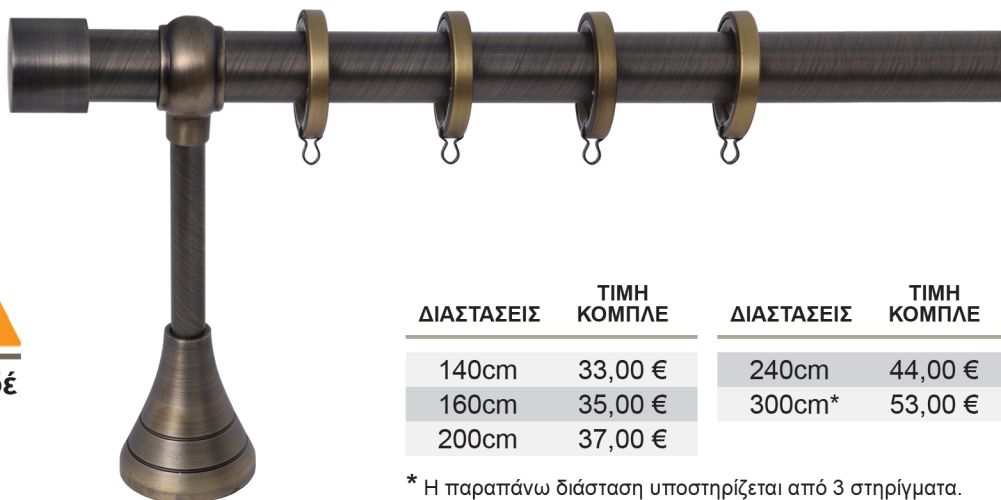 ΔΙΑΣΤΑΣΕΙΣ ΤΙΜΗ ΚΟΜΠΛΕ
140cm 33,00 €
160cm 35,00 €
200cm 37,00 €
ΔΙΑΣΤΑΣΕΙΣ ΤΙΜΗ ΚΟΜΠΛΕ
240cm 44,00 €
300cm* 53,00 €
* Η παραπάνω διάσταση υποστηρίζεται από 3 στηρίγματα.